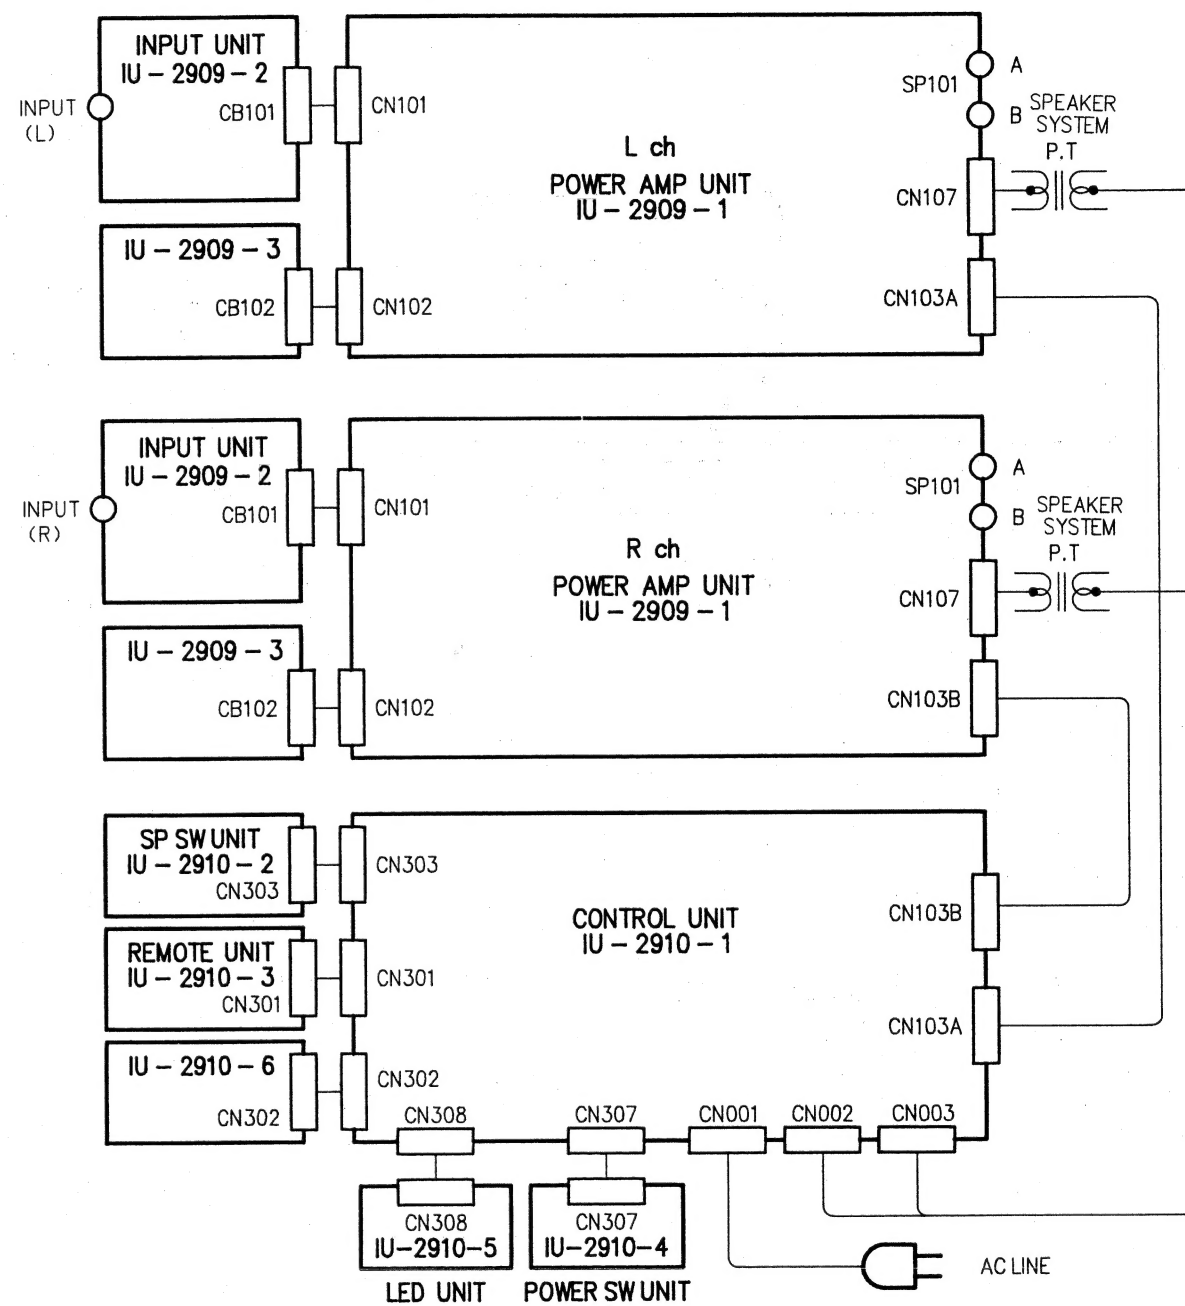 INPUT UNIT
IU - 2909 - 2
CB101
INPUT
(L)
CN101
L ch
POWER AMP UNIT
IU - 2909 - 1
SP101
A
B
SPEAKER
SYSTEM
P.T
CN107
IU - 2909 - 3
CB102
CN102
CN103A
INPUT UNIT
IU - 2909 - 2
CB101
INPUT
(R)
CN101
R ch
POWER AMP UNIT
IU - 2909 - 1
SP101
A
B
SPEAKER
SYSTEM
P.T
CN107
IU - 2909 - 3
CB102
CN102
CN103B
SP SW UNIT
IU - 2910 - 2
CN303
CN303
CONTROL UNIT
IU - 2910 - 1
CN103B
REMOTE UNIT
IU - 2910 - 3
CN301
CN301
CN103A
IU - 2910 - 6
CN302
CN302
CN308
CN307
CN001
CN002
CN003
CN308
IU-2910-5
LED UNIT
CN307
IU-2910-4
POWER SW UNIT
AC LINE